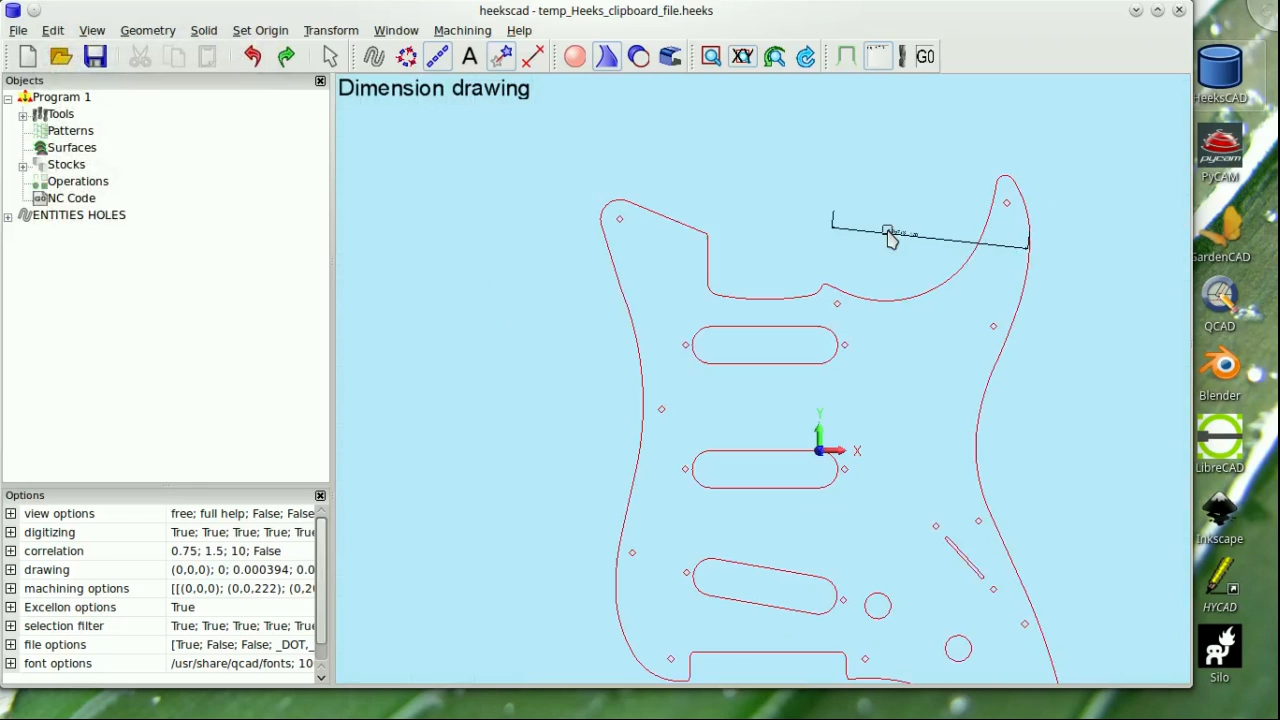 heekscad - temp_Heeks_clipboard_file.heeks
File Edit View Geometry Solid Set Origin Transform Window Machining Help
Objects
Program 1
Tools
Patterns
Surfaces
Stocks
Operations
NC Code
ENTITIES HOLES
Dimension drawing
Y
X
Options
view options free; full help; False; False
digitizing True; True; True; True; True;
correlation 0.75; 1.5; 10; False
drawing (0,0,0); 0; 0.000394; 0.0
machining options [[(0,0,0); (0,0,222); (0,20
Excellon options True
selection filter True; True; True; True; True;
file options [True; False; False; _DOT,_
font options /usr/share/qcad/fonts; 10
HeeksCAD
PyCAM
GardenCAD
QCAD
Blender
LibreCAD
Inkscape
HYCAD
Silo